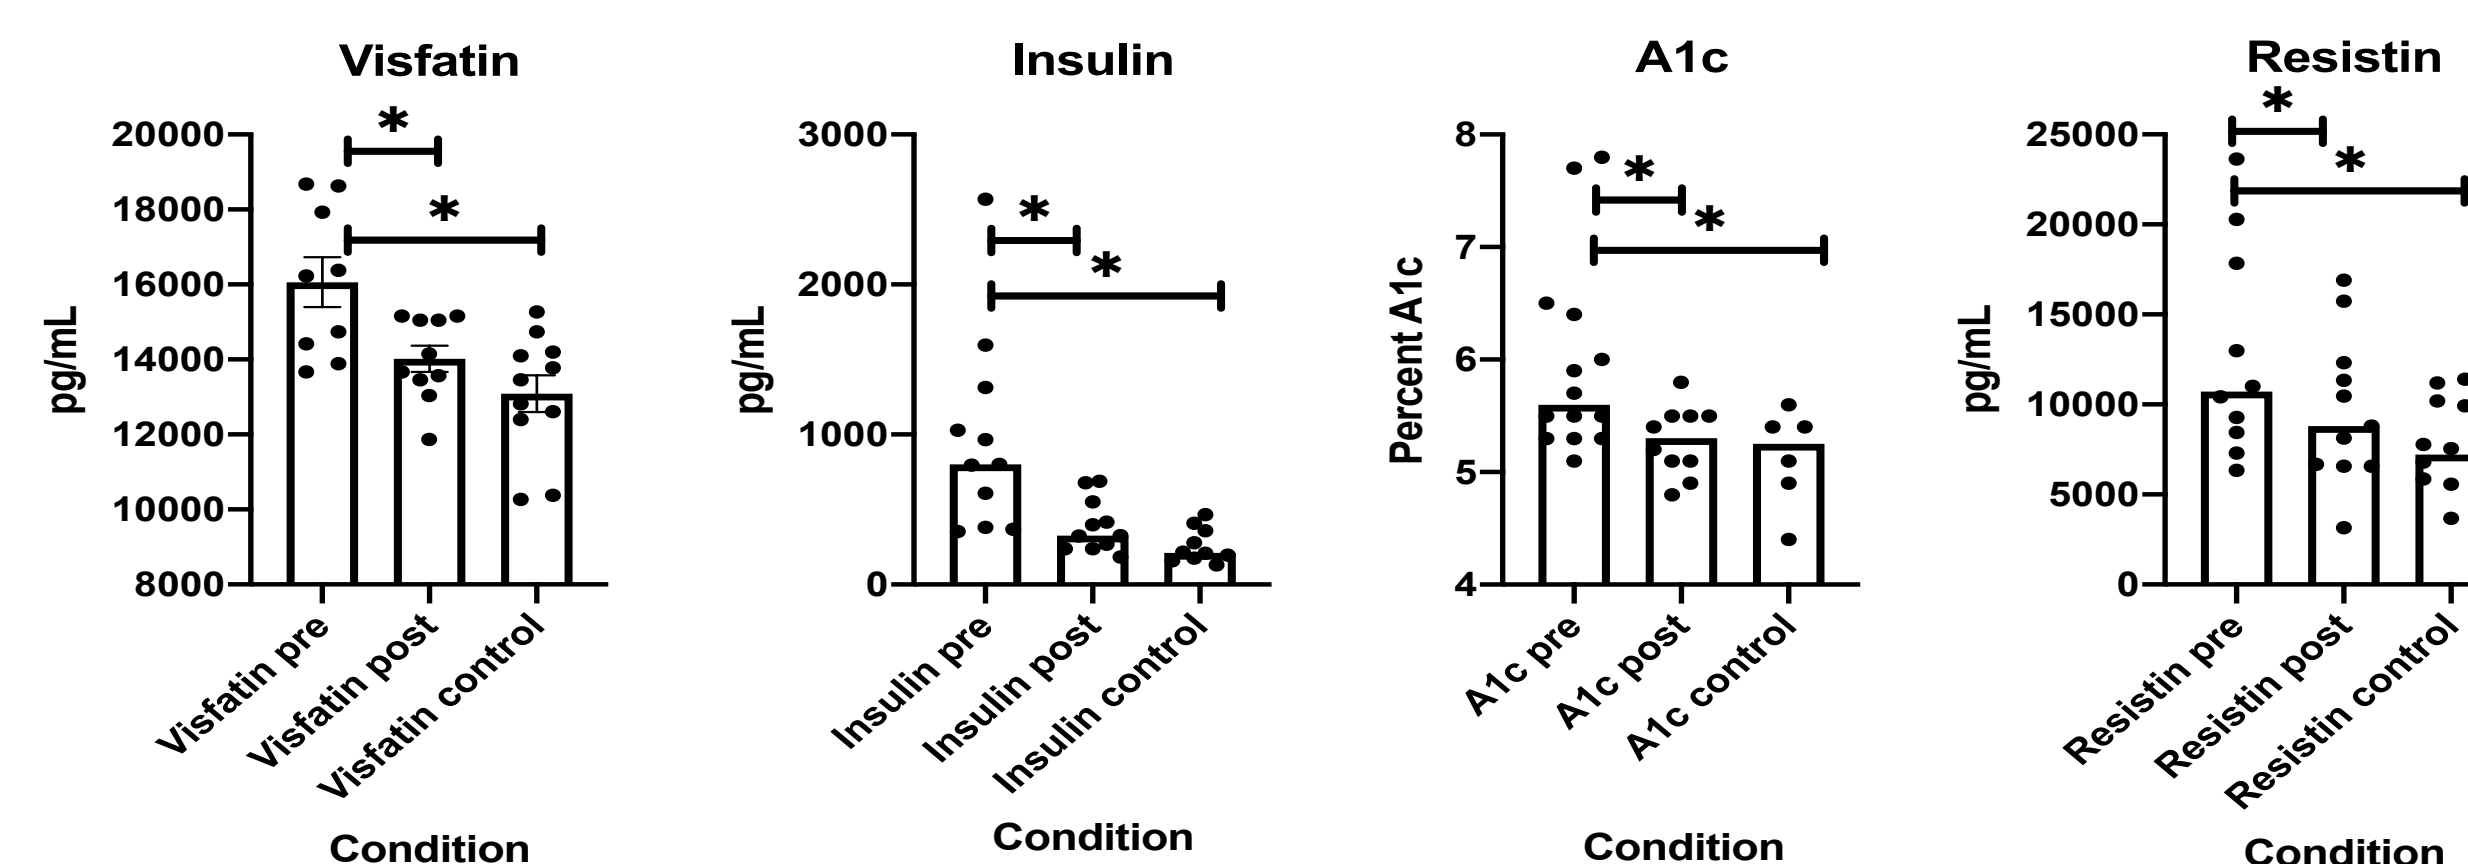 Visfatin
*
*
20000
18000
16000
14000
12000
10000
8000
pg/mL
Visfatin pre
Visfatin post
Visfatin control
Condition
Insulin
*
*
3000
2000
1000
0
pg/mL
Insulin pre
Insulin post
Insulin control
Condition
A1c
*
*
8
7
6
5
4
Percent A1c
A1c pre
A1c post
A1c control
Condition
Resistin
*
*
25000
20000
15000
10000
5000
0
pg/mL
Resistin pre
Resistin post
Resistin control
Condition